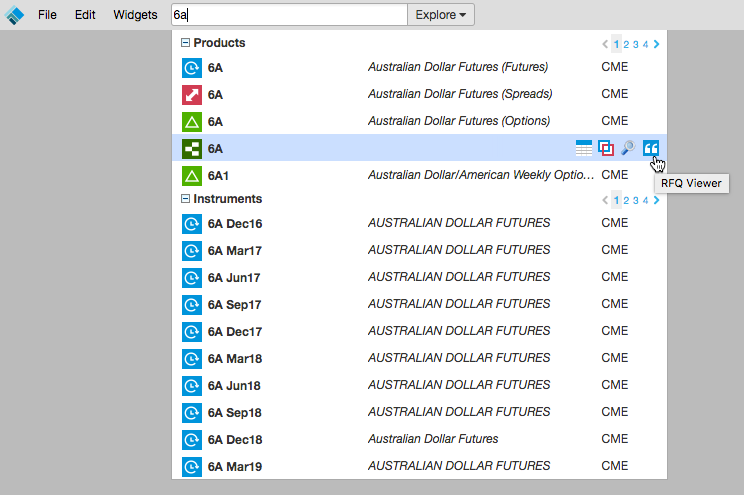 File Edit Widgets 6a Explore
Products 1 2 3 4
6A Australian Dollar Futures (Futures) CME
6A Australian Dollar Futures (Spreads) CME
6A Australian Dollar Futures (Options) CME
6A
6A1 Australian Dollar/American Weekly Optio... CME
RFQ Viewer
Instruments 1 2 3 4
6A Dec16 AUSTRALIAN DOLLAR FUTURES CME
6A Mar17 AUSTRALIAN DOLLAR FUTURES CME
6A Jun17 AUSTRALIAN DOLLAR FUTURES CME
6A Sep17 AUSTRALIAN DOLLAR FUTURES CME
6A Dec17 AUSTRALIAN DOLLAR FUTURES CME
6A Mar18 AUSTRALIAN DOLLAR FUTURES CME
6A Jun18 AUSTRALIAN DOLLAR FUTURES CME
6A Sep18 AUSTRALIAN DOLLAR FUTURES CME
6A Dec18 Australian Dollar Futures CME
6A Mar19 AUSTRALIAN DOLLAR FUTURES CME